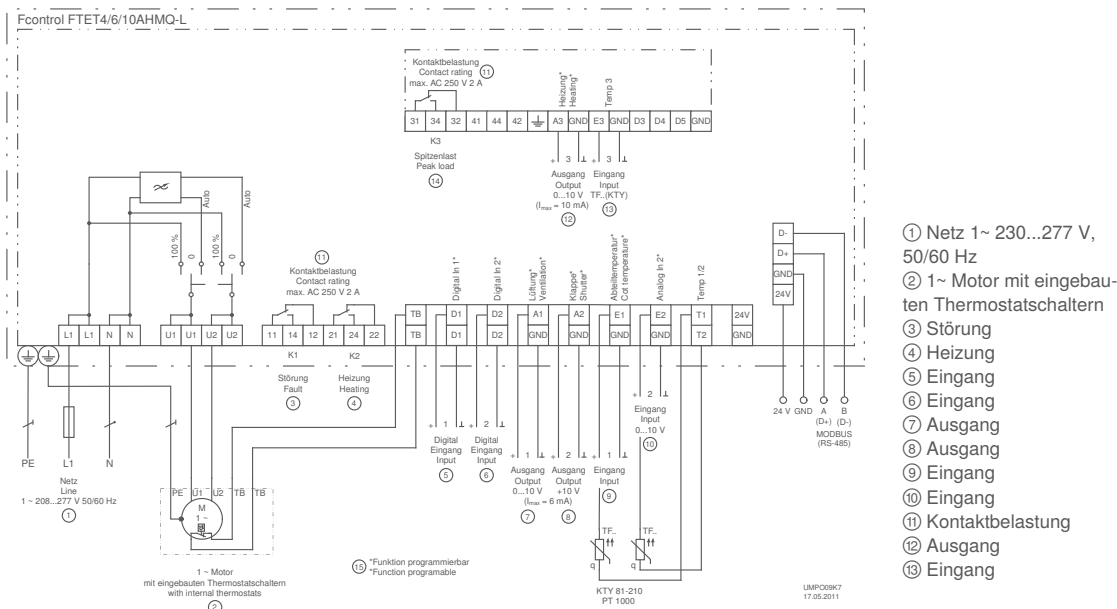 Fcontrol FTET4/6/10AHMQ-L
Kontaktbelastung
Contact rating ⑪
max. AC 250 V 2 A
Heizung*
Heating*
Temp 3
31 34 32 41 44 42 A3 GND E3 GND D3 D4 D5 GND
K3
Spitzenlast
Peak load
⑭
+ 3 ⊥ + 3 ⊥
Ausgang
Output
0...10 V
(Imax = 10 mA)
⑫
Eingang
Input
TF..(KTY)
⑬
Auto
Auto
100 %
0
100 %
0
⑪
Kontaktbelastung
Contact rating
max. AC 250 V 2 A
Digital In 1*
Digital In 2*
Lüftung*
Ventilation*
Klappe*
Shutter*
Abteiltemperatur*
Cdt temperature*
Analog In 2*
Temp 1/2
D-
D+
GND
24V
L1 L1 N N U1 U1 U2 U2 11 14 12 21 24 22
TB D1 D2 A1 A2 E1 E2 T1 24V
TB D1 D2 GND GND GND GND T2 GND
K1 K2
Störung
Fault
③
Heizung
Heating
④
+ 1 ⊥
Digital
Eingang
Input
⑤
+ 2 ⊥
Digital
Eingang
Input
⑥
+ 1 ⊥
Ausgang
Output
0...10 V
(Imax = 6 mA)
⑦
+ 2 ⊥
Ausgang
Output
+10 V
⑧
+ 1 ⊥
Eingang
Input
⑨
+ 2 ⊥
Eingang
Input
0...10 V
⑩
24 V GND A B
(D+) (D-)
MODBUS
(RS-485)
PE L1 N
Netz
Line
1 ~ 208...277 V 50/60 Hz
①
PE U1 U2 TB TB
M
1 ~
1 ~ Motor
mit eingebauten Thermostatschaltern
with internal thermostats
②
⑮ *Funktion programmierbar
*Function programable
TF.. TF..
q q
KTY 81-210
PT 1000
UMPO09K7
17.05.2011
① Netz 1~ 230...277 V,
50/60 Hz
② 1~ Motor mit eingebau-
ten Thermostatschaltern
③ Störung
④ Heizung
⑤ Eingang
⑥ Eingang
⑦ Ausgang
⑧ Ausgang
⑨ Eingang
⑩ Eingang
⑪ Kontaktbelastung
⑫ Ausgang
⑬ Eingang